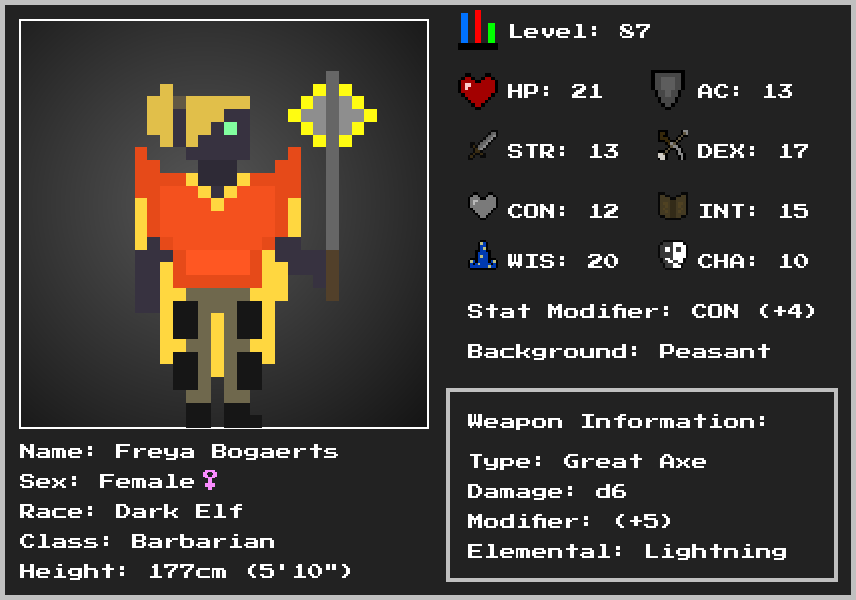 Level: 87
HP: 21
AC: 13
STR: 13
DEX: 17
CON: 12
INT: 15
WIS: 20
CHA: 10
Stat Modifier: CON (+4)
Background: Peasant
Weapon Information:
Type: Great Axe
Damage: d6
Modifier: (+5)
Elemental: Lightning
Name: Freya Bogaerts
Sex: Female♀
Race: Dark Elf
Class: Barbarian
Height: 177cm (5'10")